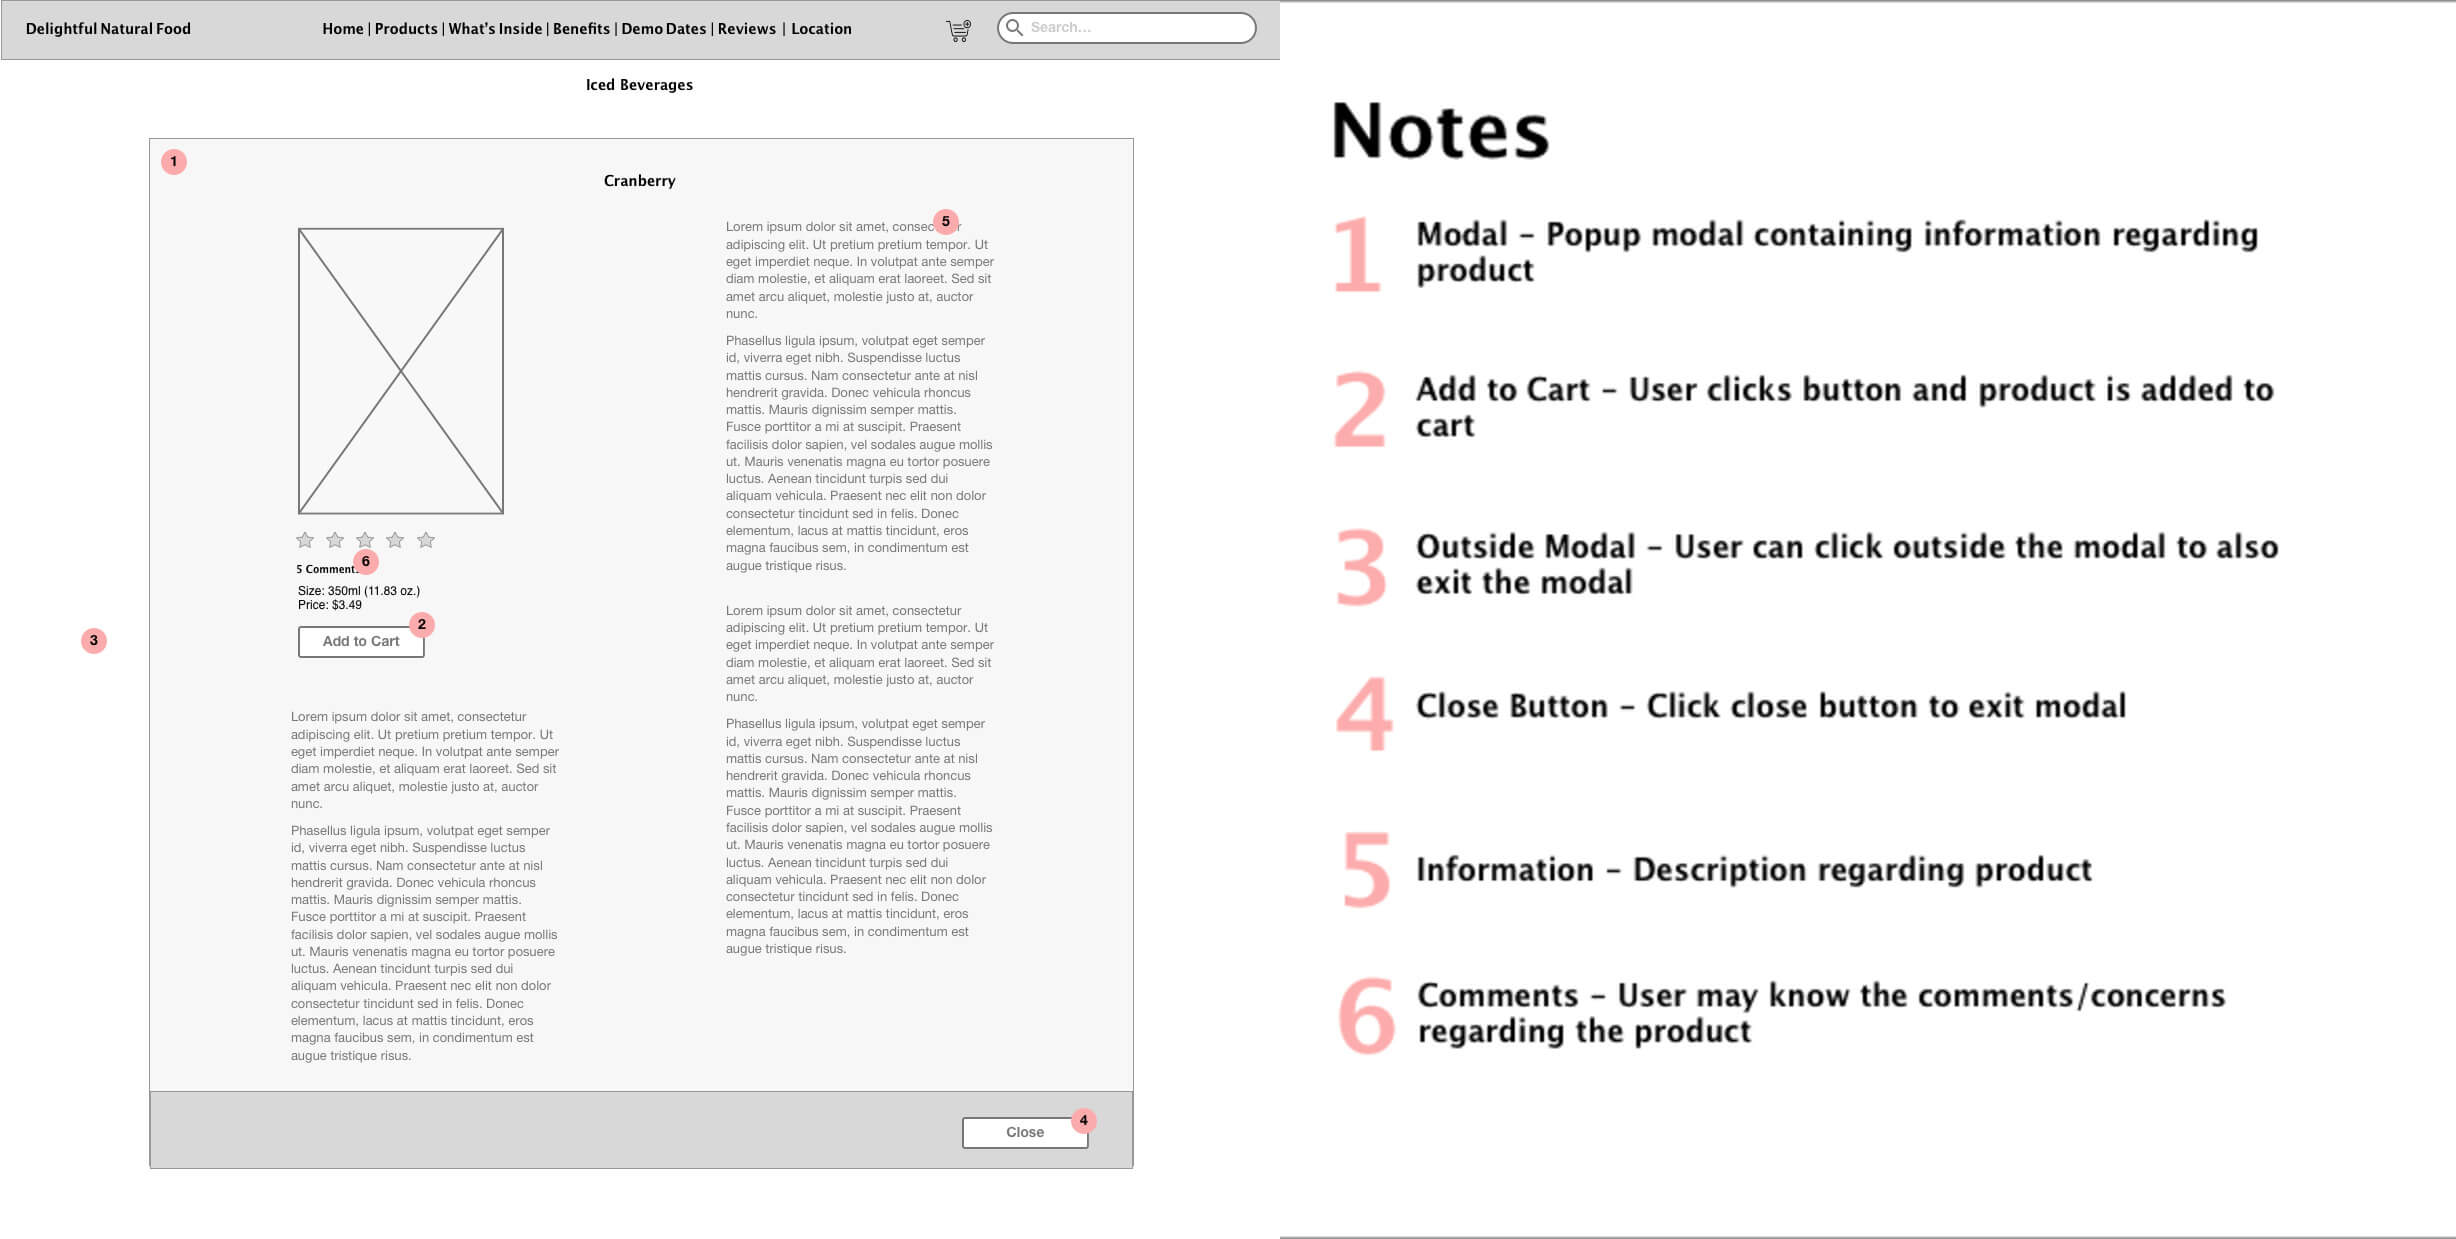 Delightful Natural Food
Home | Products | What's Inside | Benefits | Demo Dates | Reviews | Location
Search...
Iced Beverages
1
Cranberry
6
5 Comments
Size: 350ml (11.83 oz.)
Price: $3.49
2
Add to Cart
3
Lorem ipsum dolor sit amet, consectetur
adipiscing elit. Ut pretium pretium tempor. Ut
eget imperdiet neque. In volutpat ante semper
diam molestie, et aliquam erat laoreet. Sed sit
amet arcu aliquet, molestie justo at, auctor
nunc.
Phasellus ligula ipsum, volutpat eget semper
id, viverra eget nibh. Suspendisse luctus
mattis cursus. Nam consectetur ante at nisl
hendrerit gravida. Donec vehicula rhoncus
mattis. Mauris dignissim semper mattis.
Fusce porttitor a mi at suscipit. Praesent
facilisis dolor sapien, vel sodales augue mollis
ut. Mauris venenatis magna eu tortor posuere
luctus. Aenean tincidunt turpis sed dui
aliquam vehicula. Praesent nec elit non dolor
consectetur tincidunt sed in felis. Donec
elementum, lacus at mattis tincidunt, eros
magna faucibus sem, in condimentum est
augue tristique risus.
5
Lorem ipsum dolor sit amet, consectetur
adipiscing elit. Ut pretium pretium tempor. Ut
eget imperdiet neque. In volutpat ante semper
diam molestie, et aliquam erat laoreet. Sed sit
amet arcu aliquet, molestie justo at, auctor
nunc.
Phasellus ligula ipsum, volutpat eget semper
id, viverra eget nibh. Suspendisse luctus
mattis cursus. Nam consectetur ante at nisl
hendrerit gravida. Donec vehicula rhoncus
mattis. Mauris dignissim semper mattis.
Fusce porttitor a mi at suscipit. Praesent
facilisis dolor sapien, vel sodales augue mollis
ut. Mauris venenatis magna eu tortor posuere
luctus. Aenean tincidunt turpis sed dui
aliquam vehicula. Praesent nec elit non dolor
consectetur tincidunt sed in felis. Donec
elementum, lacus at mattis tincidunt, eros
magna faucibus sem, in condimentum est
augue tristique risus.
Lorem ipsum dolor sit amet, consectetur
adipiscing elit. Ut pretium pretium tempor. Ut
eget imperdiet neque. In volutpat ante semper
diam molestie, et aliquam erat laoreet. Sed sit
amet arcu aliquet, molestie justo at, auctor
nunc.
Phasellus ligula ipsum, volutpat eget semper
id, viverra eget nibh. Suspendisse luctus
mattis cursus. Nam consectetur ante at nisl
hendrerit gravida. Donec vehicula rhoncus
mattis. Mauris dignissim semper mattis.
Fusce porttitor a mi at suscipit. Praesent
facilisis dolor sapien, vel sodales augue mollis
ut. Mauris venenatis magna eu tortor posuere
luctus. Aenean tincidunt turpis sed dui
aliquam vehicula. Praesent nec elit non dolor
consectetur tincidunt sed in felis. Donec
elementum, lacus at mattis tincidunt, eros
magna faucibus sem, in condimentum est
augue tristique risus.
4
Close
Notes
1 Modal – Popup modal containing information regarding
product
2 Add to Cart – User clicks button and product is added to
cart
3 Outside Modal – User can click outside the modal to also
exit the modal
4 Close Button – Click close button to exit modal
5 Information – Description regarding product
6 Comments – User may know the comments/concerns
regarding the product